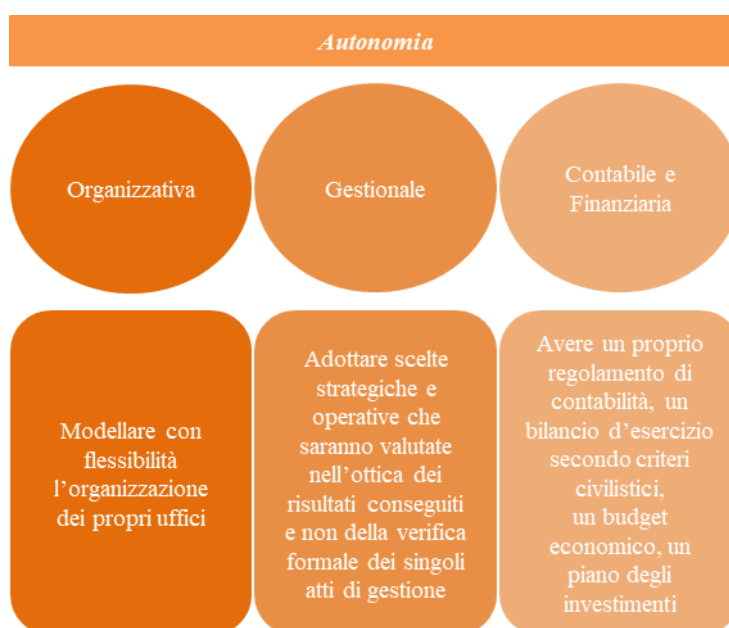 Autonomia
Organizzativa
Gestionale
Contabile e
Finanziaria
Modellare con
flessibilità
l’organizzazione
dei propri uffici
Adottare scelte
strategiche e
operative che
saranno valutate
nell’ottica dei
risultati conseguiti
e non della verifica
formale dei singoli
atti di gestione
Avere un proprio
regolamento di
contabilità, un
bilancio d’esercizio
secondo criteri
civilistici,
un budget
economico, un
piano degli
investimenti